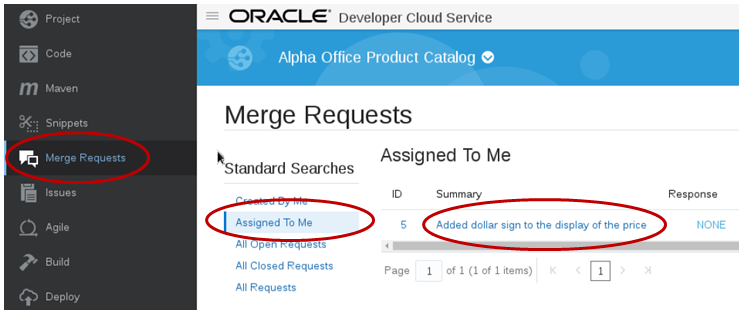 Project
Code
Maven
Snippets
Merge Requests
Issues
Agile
Build
Deploy
ORACLE Developer Cloud Service
Alpha Office Product Catalog
Merge Requests
Standard Searches
Created By Me
Assigned To Me
All Open Requests
All Closed Requests
All Requests
Assigned To Me
ID Summary Response
5 Added dollar sign to the display of the price NONE
Page 1 of 1 (1 of 1 items) 1